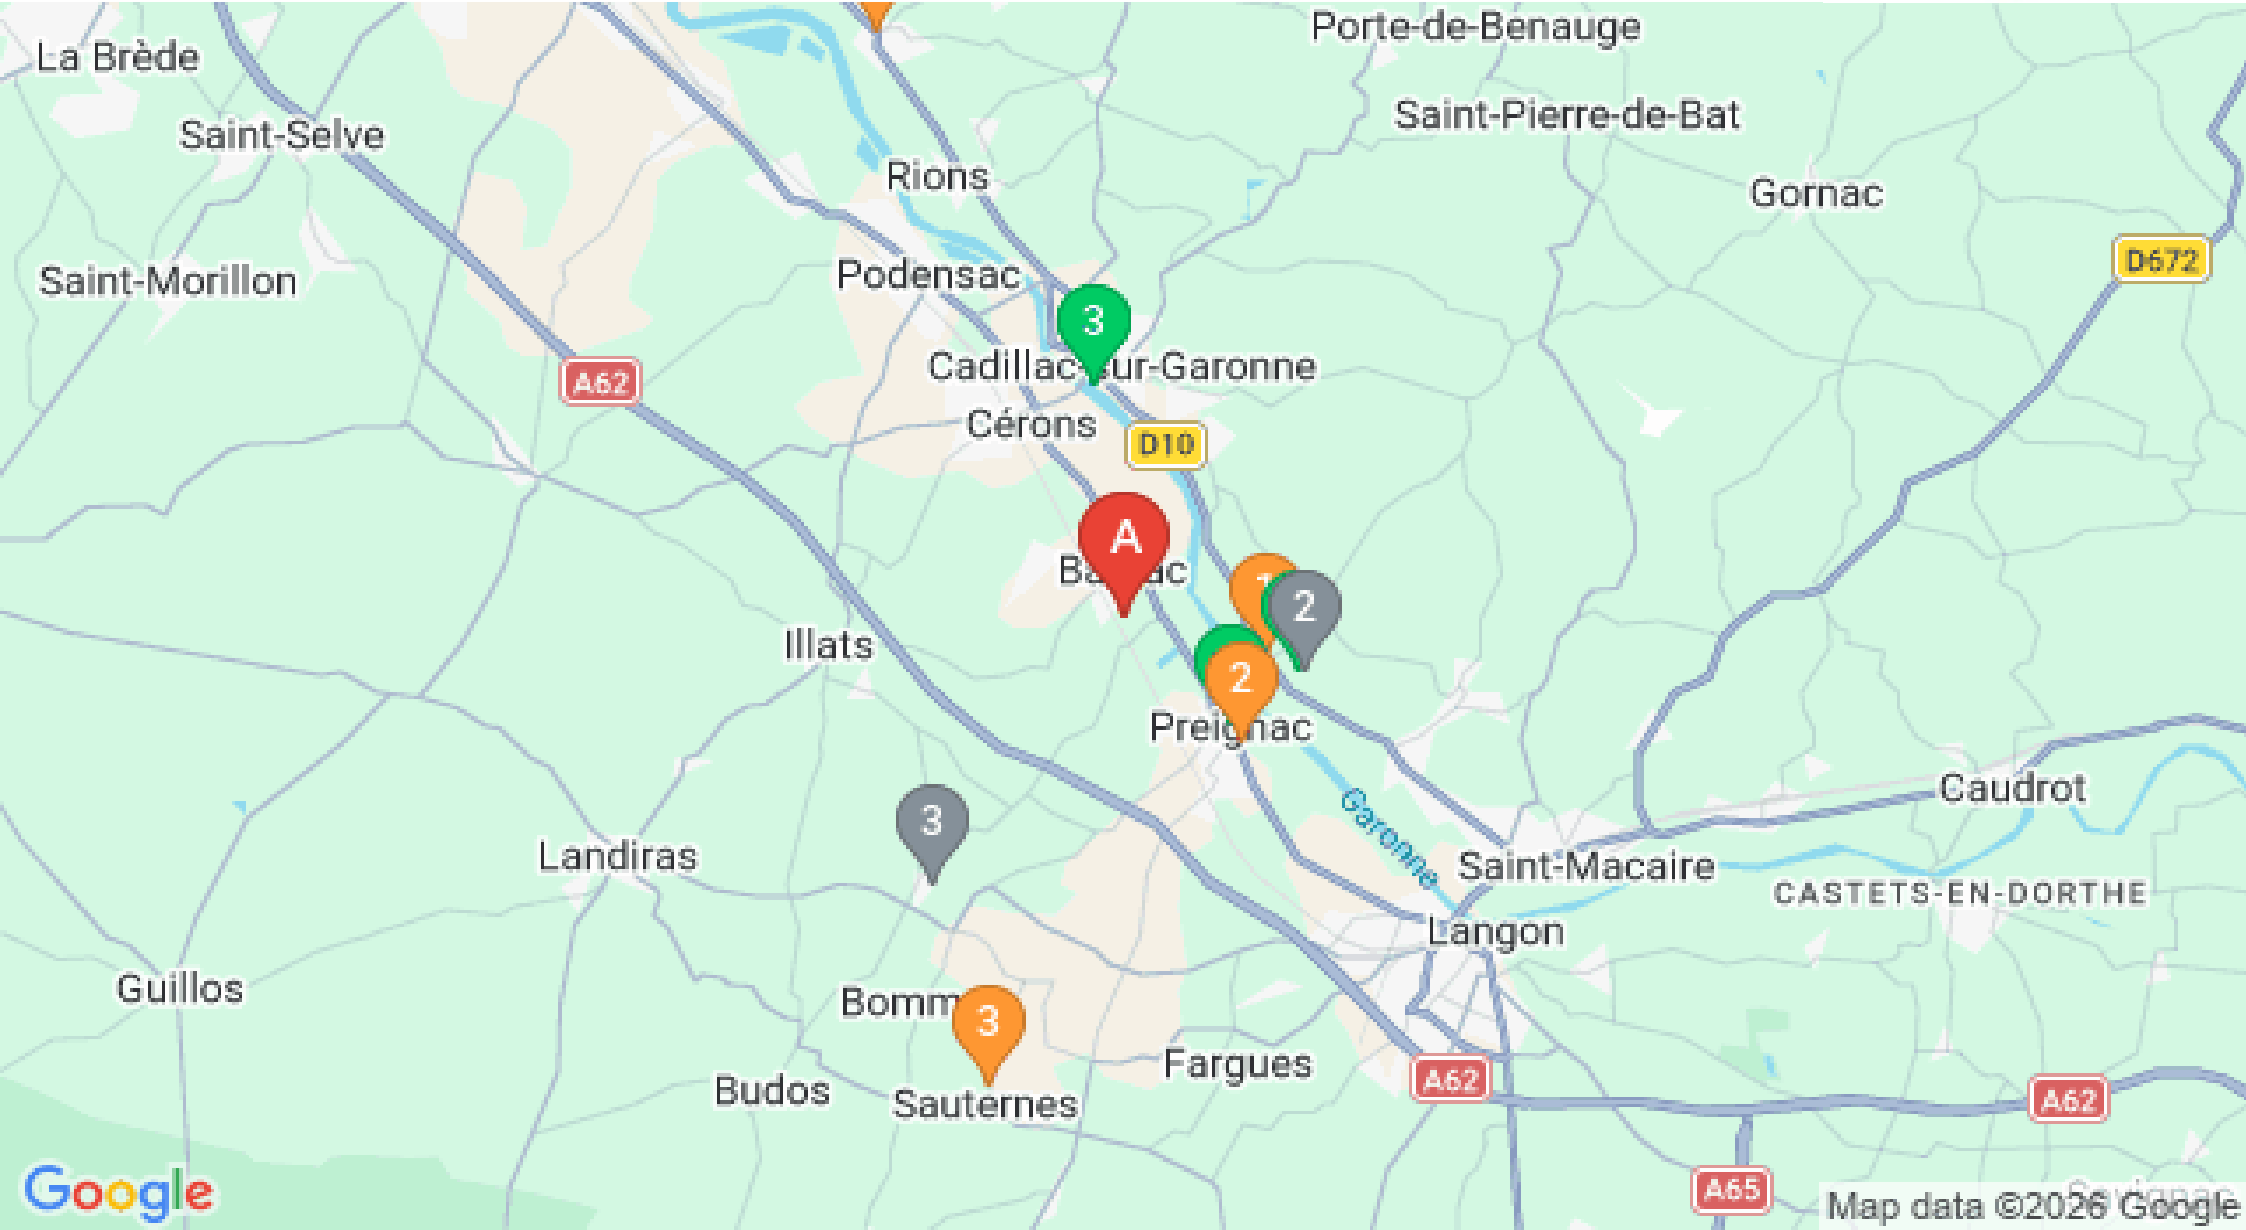 Porte-de-Benauge
La Brède
Saint-Pierre-de-Bat
Saint-Selve
Rions
Gornac
D672
Podensac
Saint-Morillon
3
Cadillac-sur-Garonne
A62
Cérons
D10
A
1
2
Illats
2
Preignac
Caudrot
3
Garonne
Landiras
Saint-Macaire
CASTETS-EN-DORTHE
Langon
Guillos
Bomm
3
Fargues
A62
Budos
Sauternes
A62
Google
A65
Map data ©2026 Google